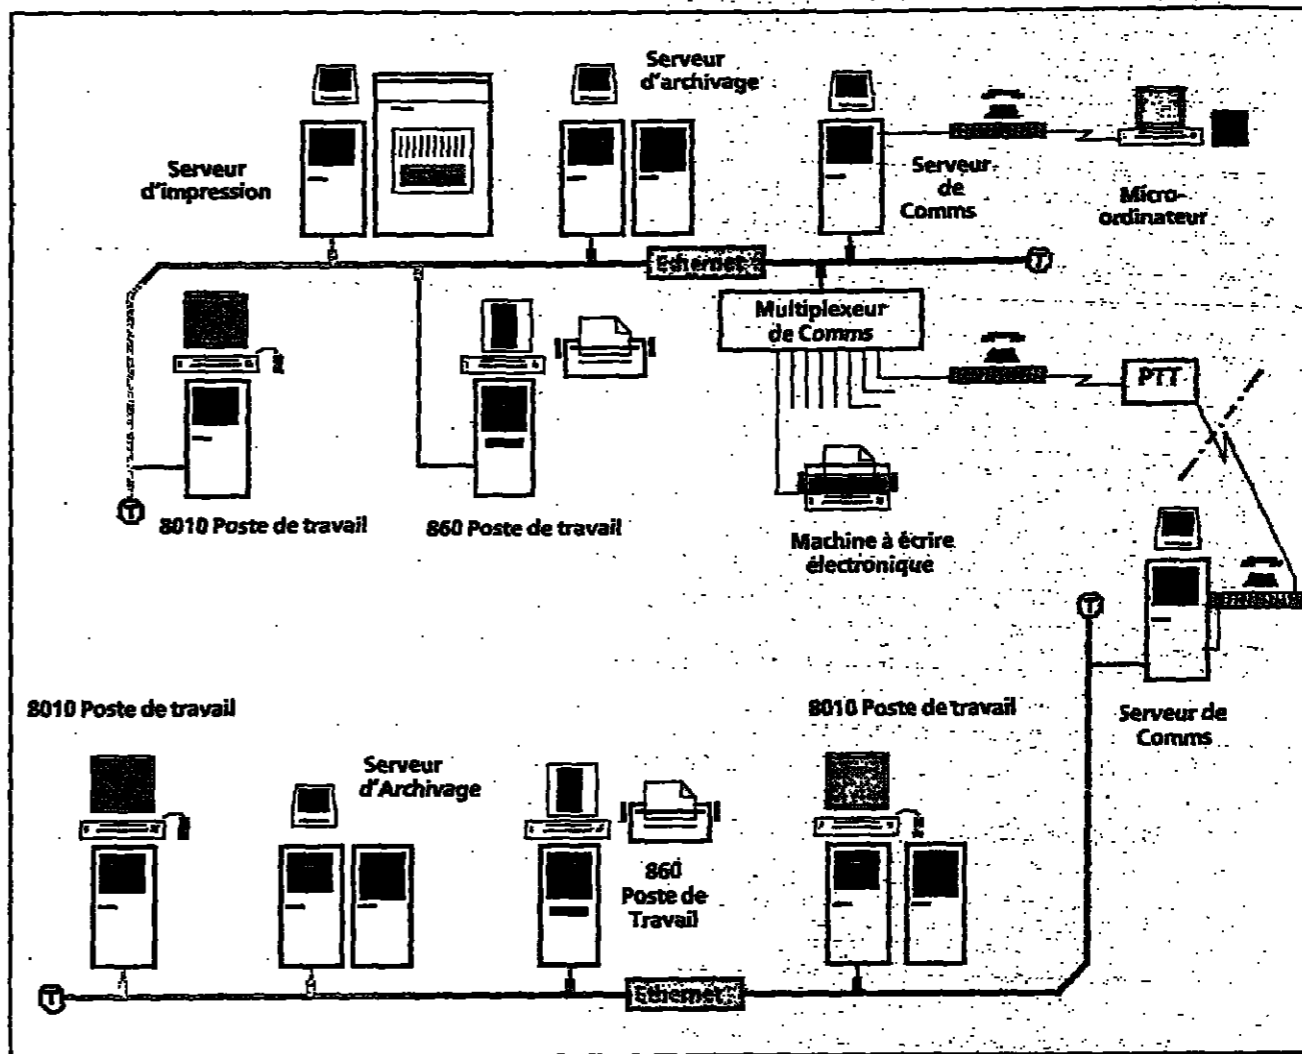 Serveur
d'archivage
Serveur
d'impression
Serveur
de
Comms
Micro-
ordinateur
Ethernet
T
Multiplexeur
de Comms
PTT
T
8010 Poste de travail
860 Poste de travail
Machine à écrire
électronique
T
8010 Poste de travail
8010 Poste de travail
Serveur de
Comms
Serveur
d'Archivage
860
Poste de
Travail
T
Ethernet